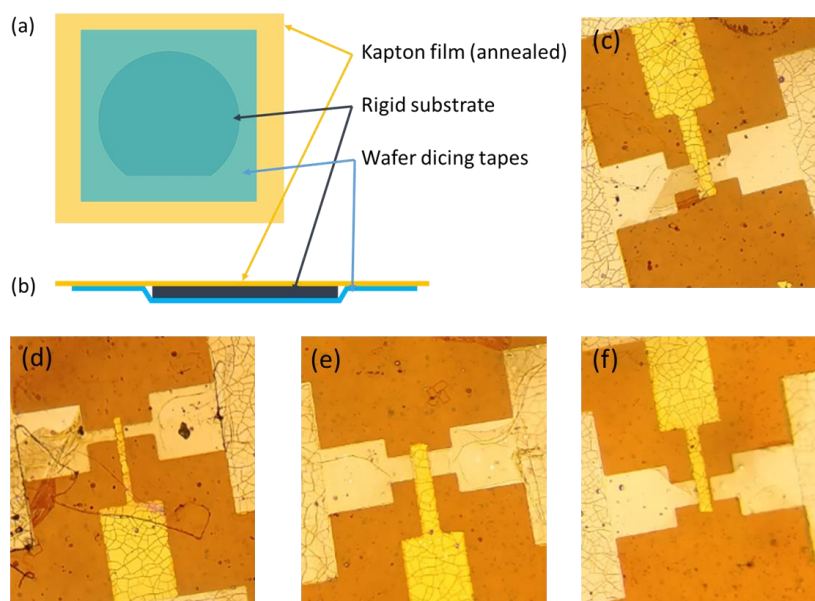 (a)
Kapton film (annealed)
Rigid substrate
Wafer dicing tapes
(b)
(c)
(d)
(e)
(f)